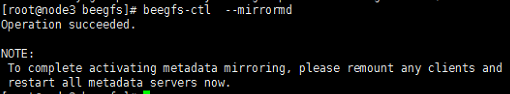 [root@node3 beegfs]# beegfs-ctl  --mirrormd
Operation succeeded.

NOTE:
 To complete activating metadata mirroring, please remount any clients and
 restart all metadata servers now.